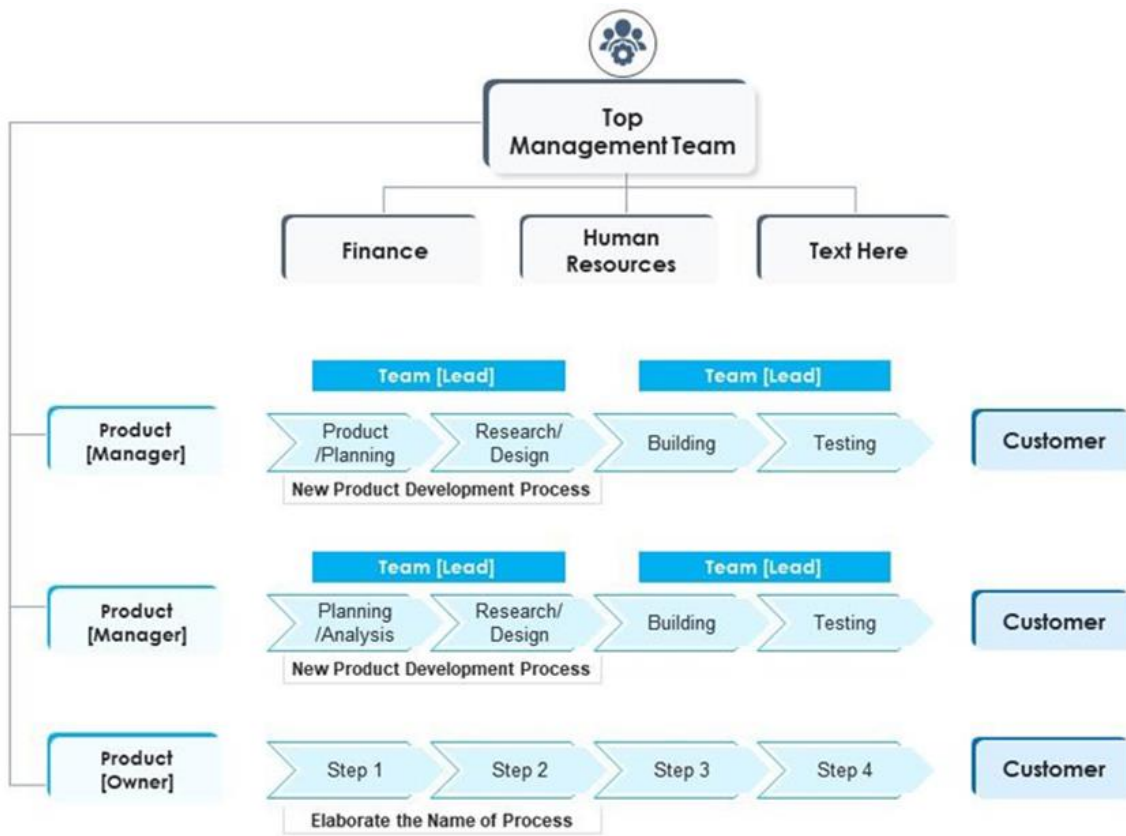 Top
Management Team
Finance
Human
Resources
Text Here
Team [Lead]
Team [Lead]
Product
[Manager]
Product
/Planning
Research/
Design
Building
Testing
Customer
New Product Development Process
Team [Lead]
Team [Lead]
Product
[Manager]
Planning
/Analysis
Research/
Design
Building
Testing
Customer
New Product Development Process
Product
[Owner]
Step 1
Step 2
Step 3
Step 4
Customer
Elaborate the Name of Process